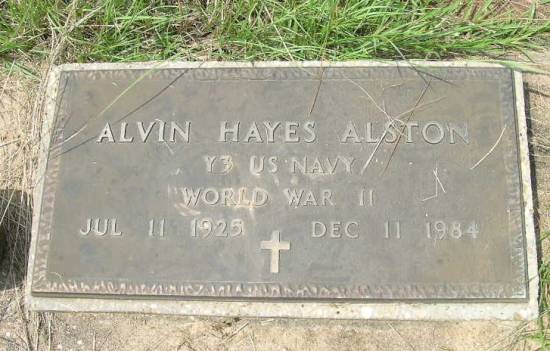 ALVIN HAYES ALSTON
Y3 US NAVY
WORLD WAR II
JUL 11 1925 DEC 11 1984